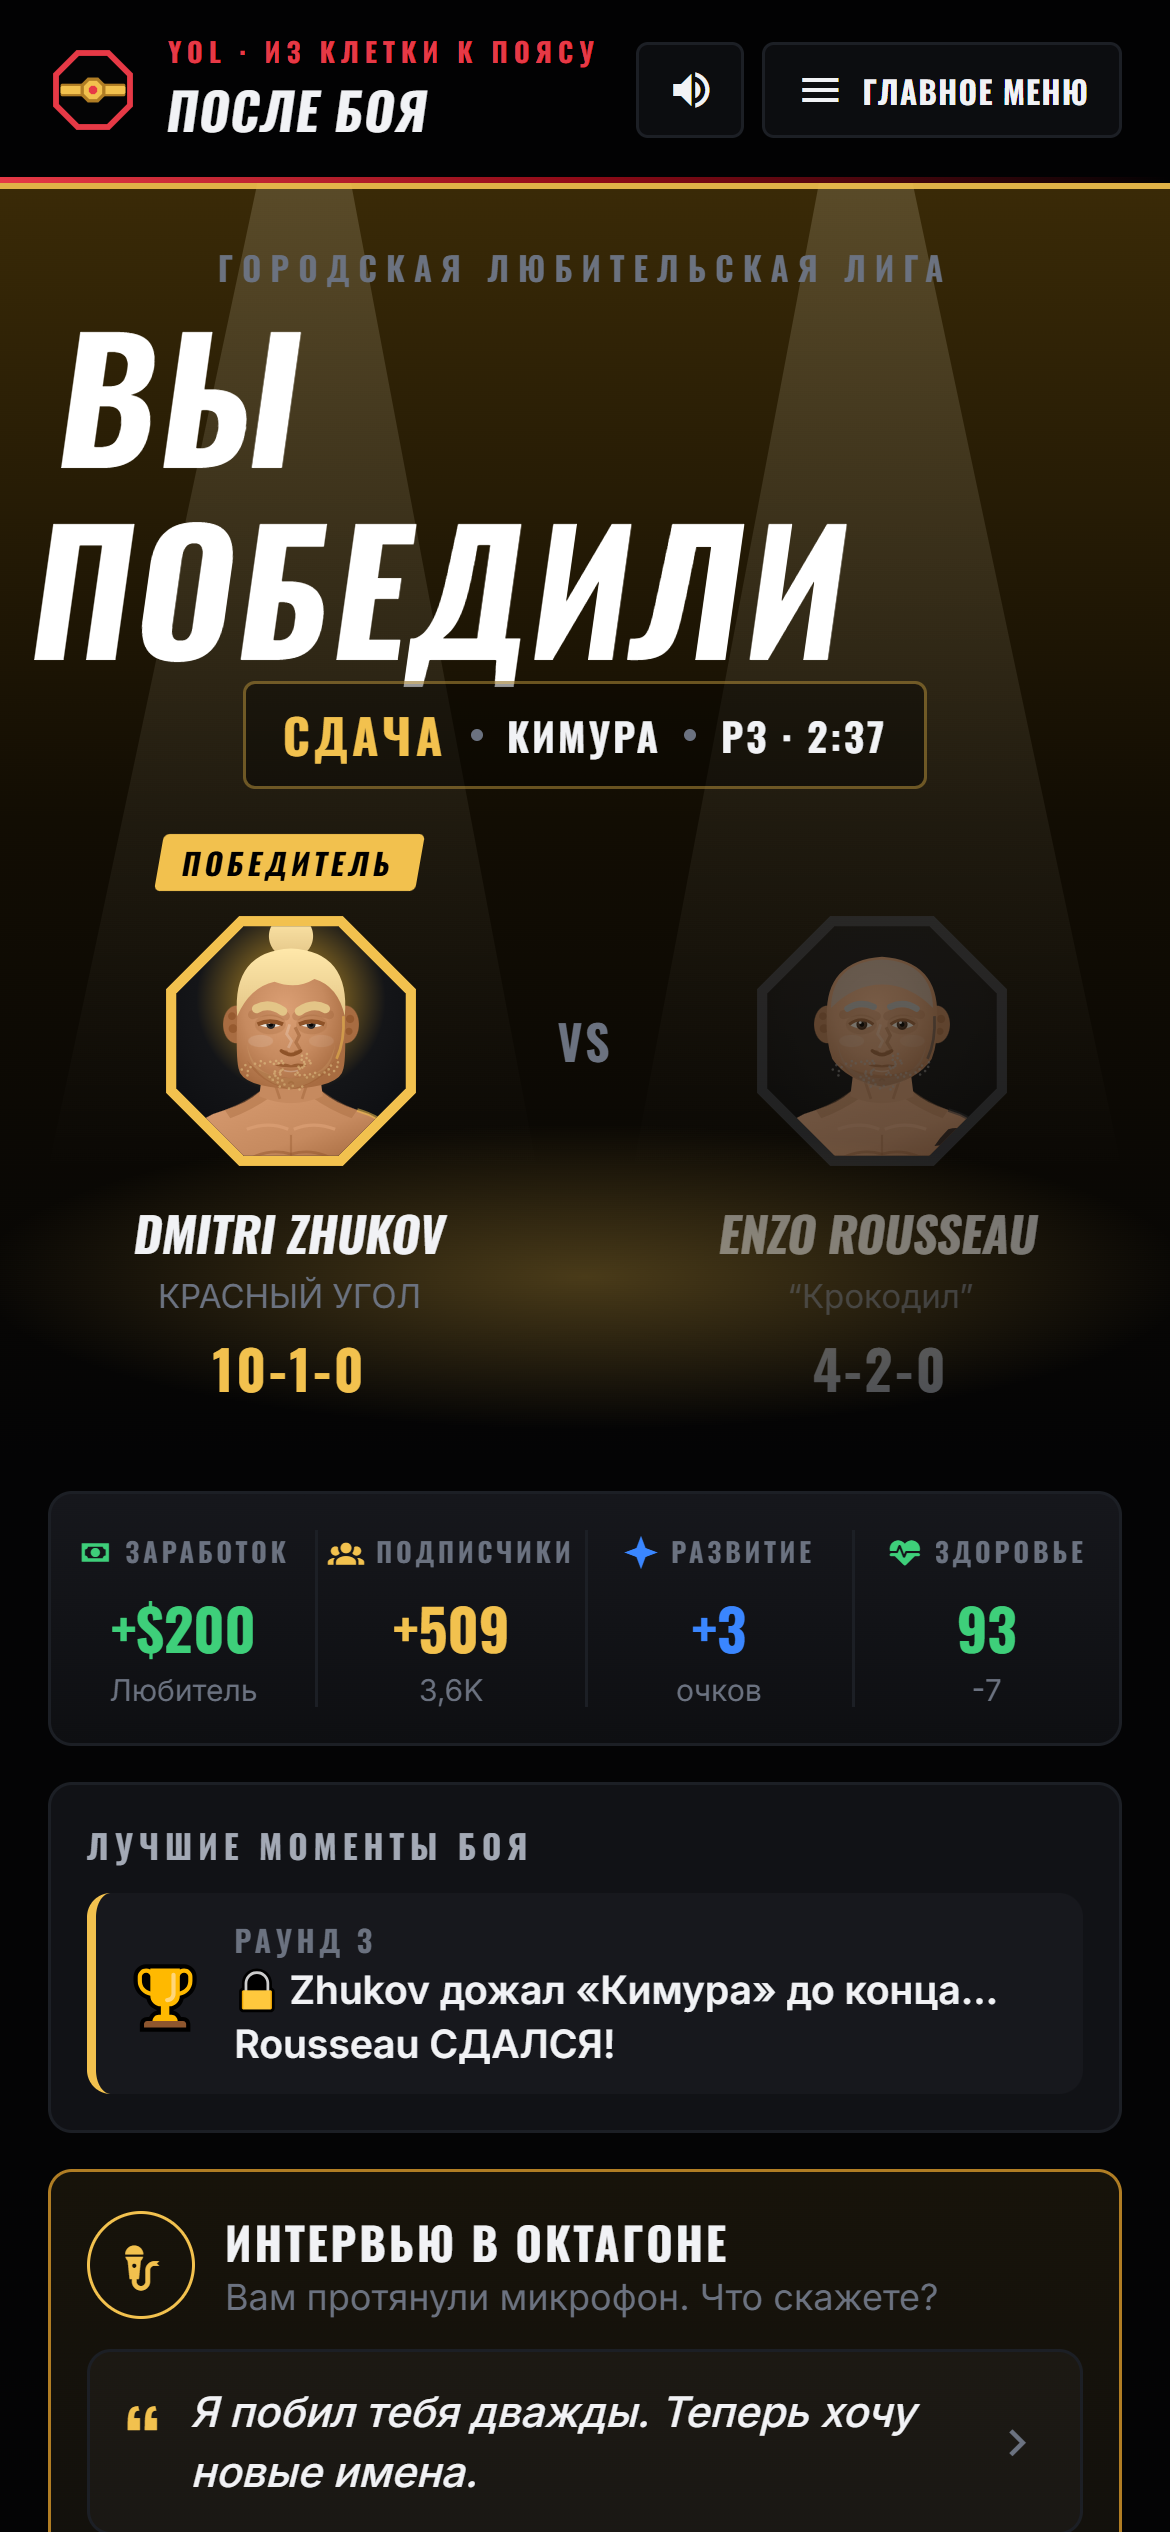 YOL · ИЗ КЛЕТКИ К ПОЯСУ
ПОСЛЕ БОЯ
ГЛАВНОЕ МЕНЮ
ГОРОДСКАЯ ЛЮБИТЕЛЬСКАЯ ЛИГА
ВЫ
ПОБЕДИЛИ
СДАЧА • КИМУРА • Р3 · 2:37
ПОБЕДИТЕЛЬ
VS
DMITRI ZHUKOV
КРАСНЫЙ УГОЛ
10-1-0
ENZO ROUSSEAU
“Крокодил”
4-2-0
ЗАРАБОТОК
+$200
Любитель
ПОДПИСЧИКИ
+509
3,6K
РАЗВИТИЕ
+3
очков
ЗДОРОВЬЕ
93
-7
ЛУЧШИЕ МОМЕНТЫ БОЯ
РАУНД 3
🔒 Zhukov дожал «Кимура» до конца...
Rousseau СДАЛСЯ!
ИНТЕРВЬЮ В ОКТАГОНЕ
Вам протянули микрофон. Что скажете?
“ Я побил тебя дважды. Теперь хочу
новые имена.